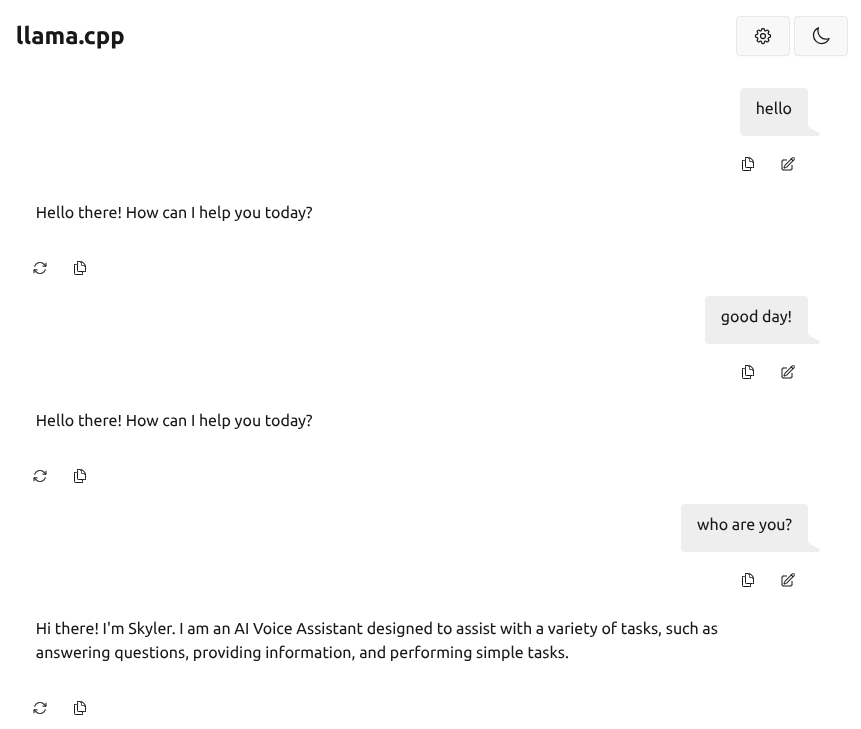 llama.cpp
hello
Hello there! How can I help you today?
good day!
Hello there! How can I help you today?
who are you?
Hi there! I'm Skyler. I am an AI Voice Assistant designed to assist with a variety of tasks, such as
answering questions, providing information, and performing simple tasks.